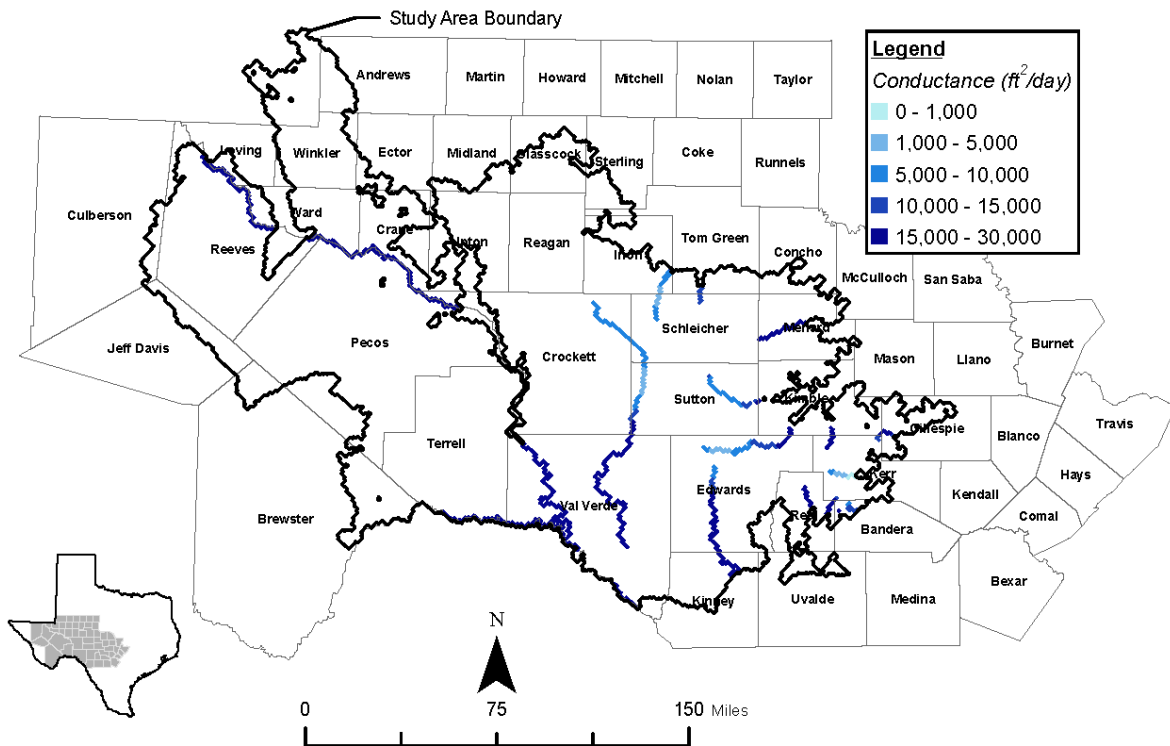 Study Area Boundary
Legend
Conductance (ft²/day)
0 - 1,000
1,000 - 5,000
5,000 - 10,000
10,000 - 15,000
15,000 - 30,000
Andrews
Martin
Howard
Mitchell
Nolan
Taylor
Loving
Winkler
Ector
Midland
Glasscock
Sterling
Coke
Runnels
Culberson
Reeves
Ward
Crane
Upton
Reagan
Irion
Tom Green
Concho
McCulloch
San Saba
Jeff Davis
Pecos
Crockett
Schleicher
Menard
Mason
Llano
Burnet
Terrell
Sutton
Kimble
Gillespie
Blanco
Travis
Brewster
Val Verde
Edwards
Real
Kerr
Bandera
Kendall
Hays
Comal
Kinney
Uvalde
Medina
Bexar
N
0
75
150 Miles